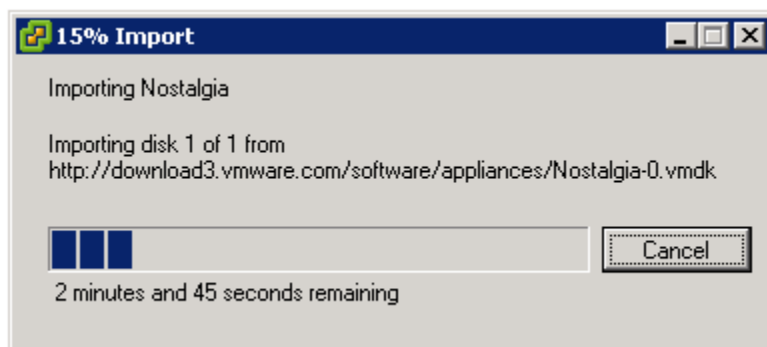 15% Import
Importing Nostalgia
Importing disk 1 of 1 from
http://download3.vmware.com/software/appliances/Nostalgia-0.vmdk
Cancel
2 minutes and 45 seconds remaining